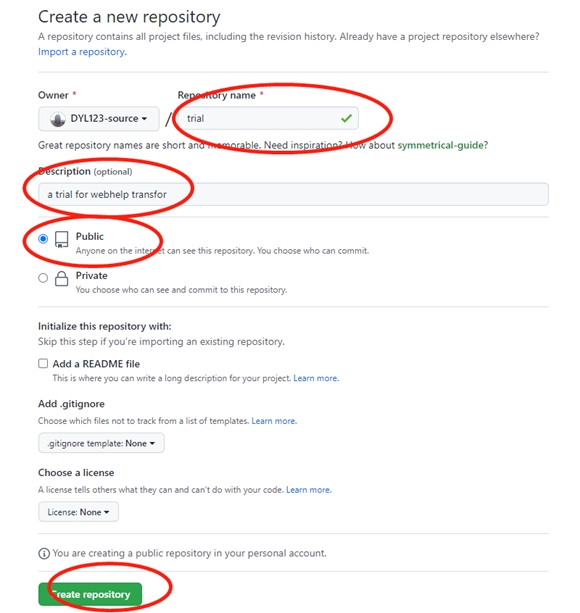 Create a new repository
A repository contains all project files, including the revision history. Already have a project repository elsewhere?
Import a repository.
Owner * Repository name *
DYL123-source / trial
Great repository names are short and memorable. Need inspiration? How about symmetrical-guide?
Description (optional)
a trial for webhelp transfor
Public
Anyone on the internet can see this repository. You choose who can commit.
Private
You choose who can see and commit to this repository.
Initialize this repository with:
Skip this step if you're importing an existing repository.
Add a README file
This is where you can write a long description for your project. Learn more.
Add .gitignore
Choose which files not to track from a list of templates. Learn more.
.gitignore template: None
Choose a license
A license tells others what they can and can't do with your code. Learn more.
License: None
You are creating a public repository in your personal account.
Create repository